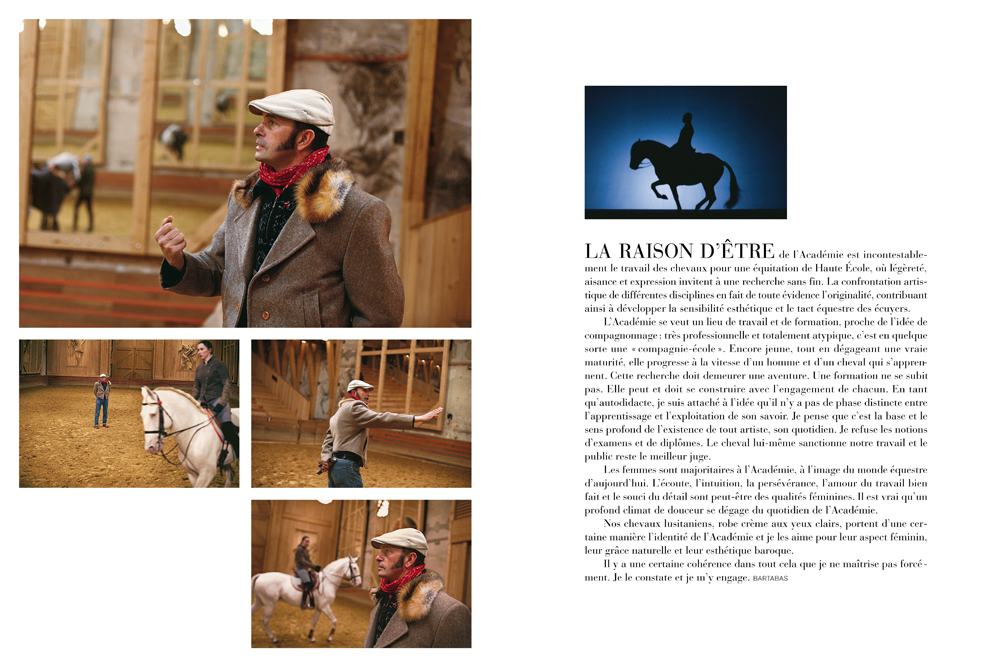 LA RAISON D'ÊTRE de l'Académie est incontestable-
ment le travail des chevaux pour une équitation de Haute École, où légèreté,
aisance et expression invitent à une recherche sans fin. La confrontation artis-
tique de différentes disciplines en fait de toute évidence l'originalité, contribuant
ainsi à développer la sensibilité esthétique et le tact équestre des écuyers.
L'Académie se veut un lieu de travail et de formation, proche de l'idée de
compagnonnage : très professionnelle et totalement atypique, c'est en quelque
sorte une « compagnie-école ». Encore jeune, tout en dégageant une vraie
maturité, elle progresse à la vitesse d'un homme et d'un cheval qui s'appren-
nent. Cette recherche doit demeurer une aventure. Une formation ne se subit
pas. Elle peut et doit se construire avec l'engagement de chacun. En tant
qu'autodidacte, je suis attaché à l'idée qu'il n'y a pas de phase distincte entre
l'apprentissage et l'exploitation de son savoir. Je pense que c'est la base et le
sens profond de l'existence de tout artiste, son quotidien. Je refuse les notions
d'examens et de diplômes. Le cheval lui-même sanctionne notre travail et le
public reste le meilleur juge.
Les femmes sont majoritaires à l'Académie, à l'image du monde équestre
d'aujourd'hui. L'écoute, l'intuition, la persévérance, l'amour du travail bien
fait et le souci du détail sont peut-être des qualités féminines. Il est vrai qu'un
profond climat de douceur se dégage du quotidien de l'Académie.
Nos chevaux lusitaniens, robe crème aux yeux clairs, portent d'une cer-
taine manière l'identité de l'Académie et je les aime pour leur aspect féminin,
leur grâce naturelle et leur esthétique baroque.
Il y a une certaine cohérence dans tout cela que je ne maîtrise pas forcé-
ment. Je le constate et je m'y engage. BARTABAS